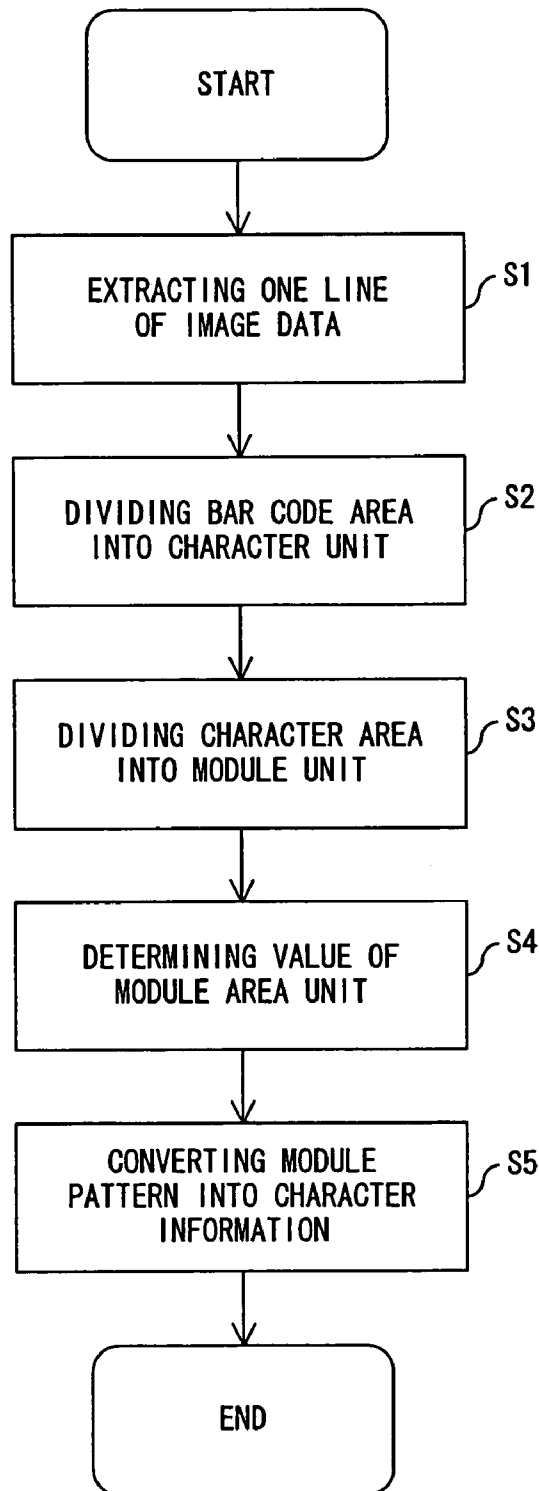 START
EXTRACTING ONE LINE
OF IMAGE DATA
S1
DIVIDING BAR CODE AREA
INTO CHARACTER UNIT
S2
DIVIDING CHARACTER AREA
INTO MODULE UNIT
S3
DETERMINING VALUE OF
MODULE AREA UNIT
S4
CONVERTING MODULE
PATTERN INTO CHARACTER
INFORMATION
S5
END